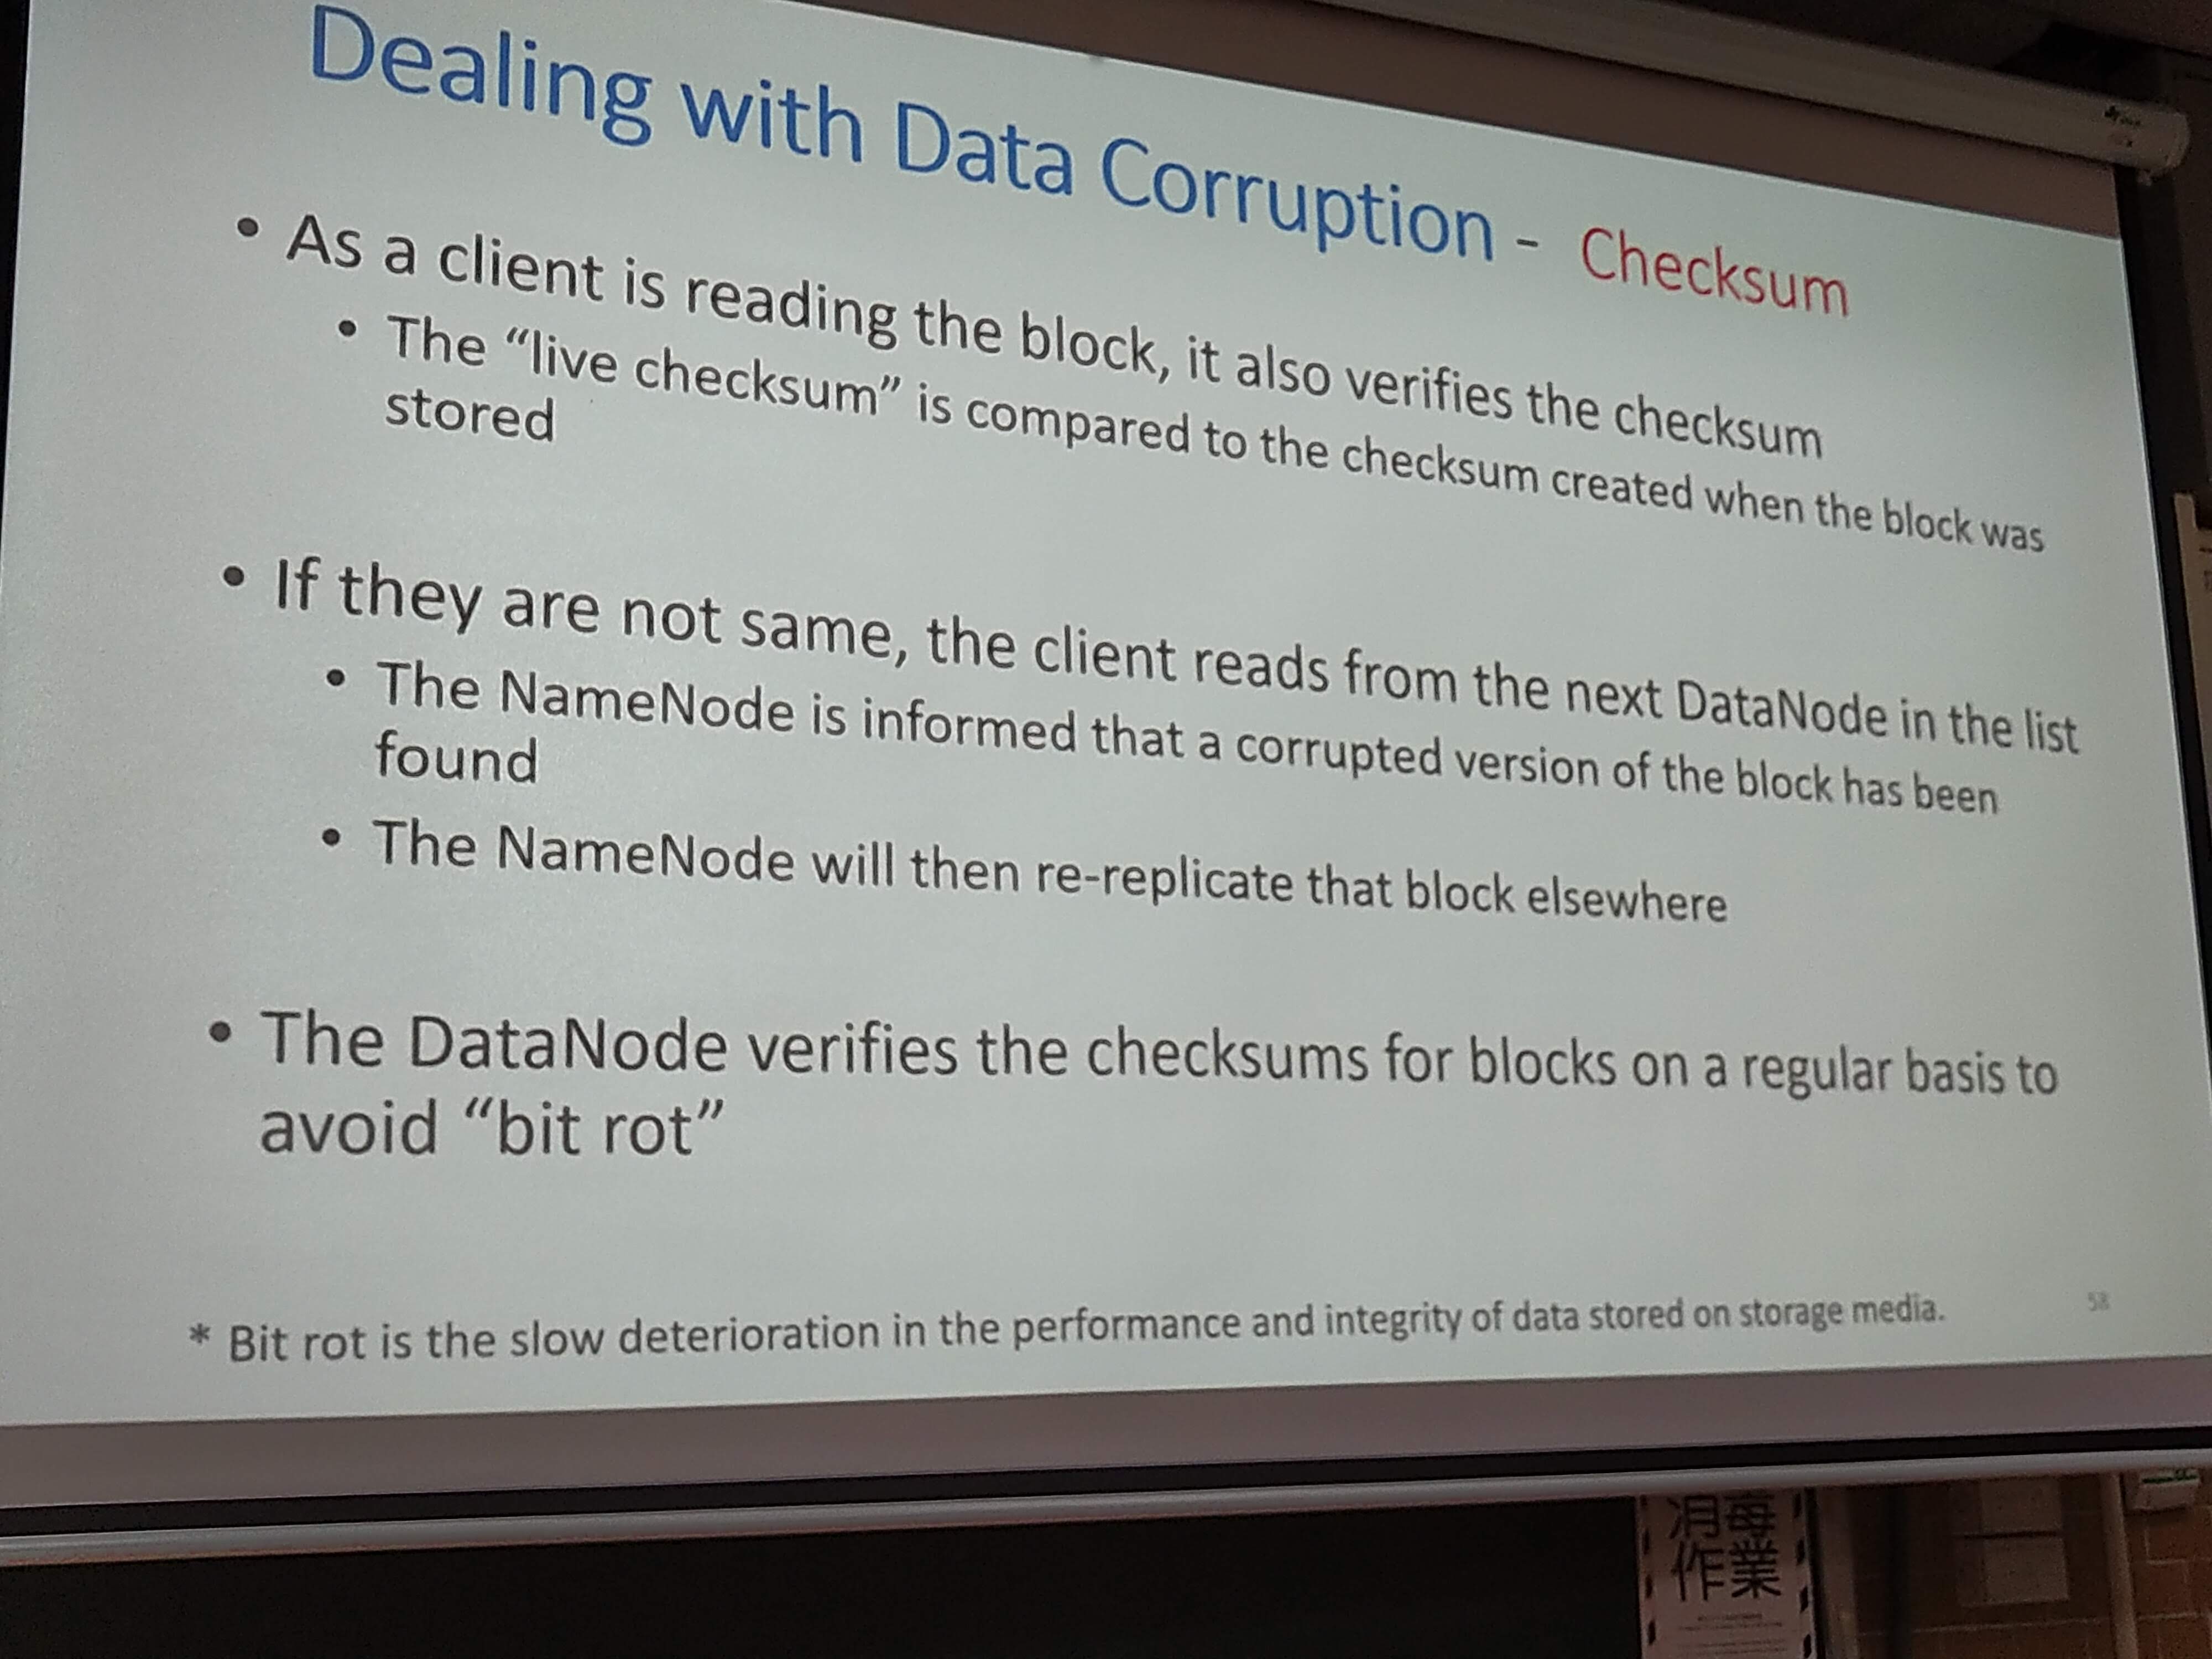 Dealing with Data Corruption - Checksum
• As a client is reading the block, it also verifies the checksum
• The “live checksum” is compared to the checksum created when the block was
stored
• If they are not same, the client reads from the next DataNode in the list
• The NameNode is informed that a corrupted version of the block has been
found
• The NameNode will then re-replicate that block elsewhere
• The DataNode verifies the checksums for blocks on a regular basis to
avoid “bit rot”
* Bit rot is the slow deterioration in the performance and integrity of data stored on storage media.
58
消毒
作業